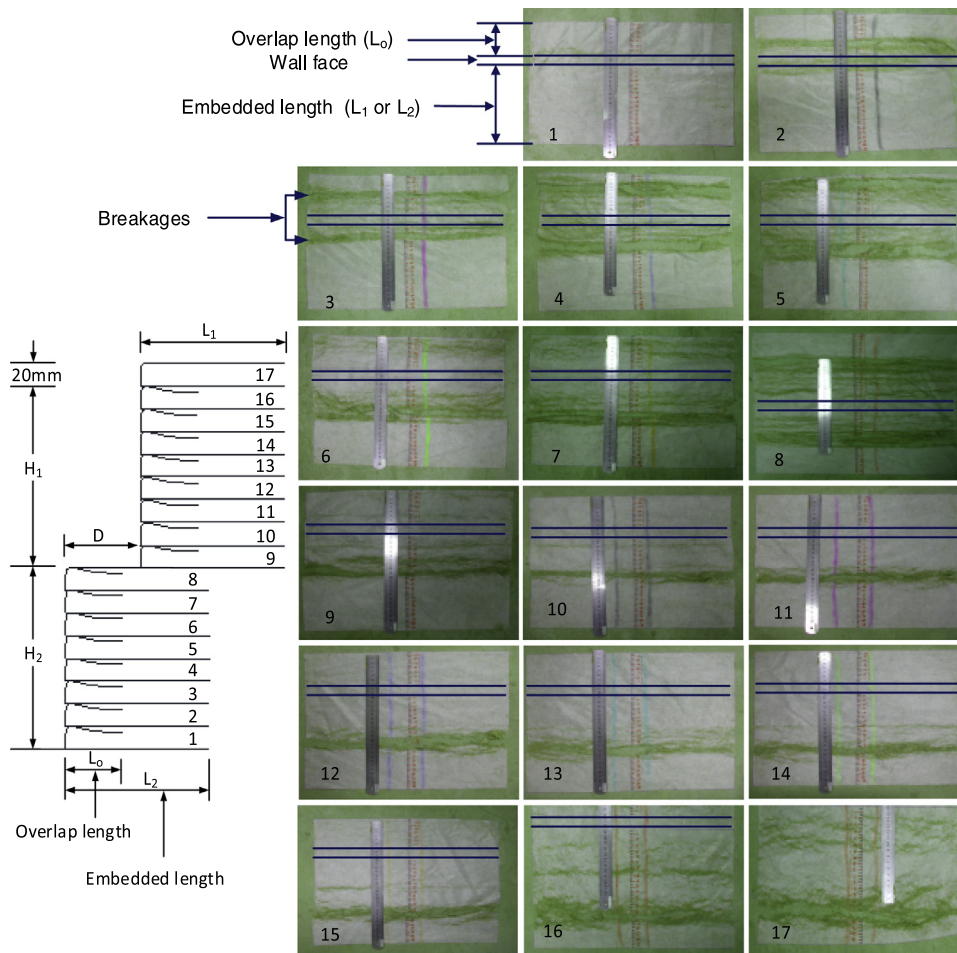 Overlap length (Lₒ)
Wall face
Embedded length (L₁ or L₂)
1
2
Breakages
3
4
5
L₁
20mm
17
16
15
14
13
12
11
10
9
H₁
D
8
7
6
5
4
3
2
1
H₂
Lₒ
L₂
Overlap length
Embedded length
6
7
8
9
10
11
12
13
14
15
16
17